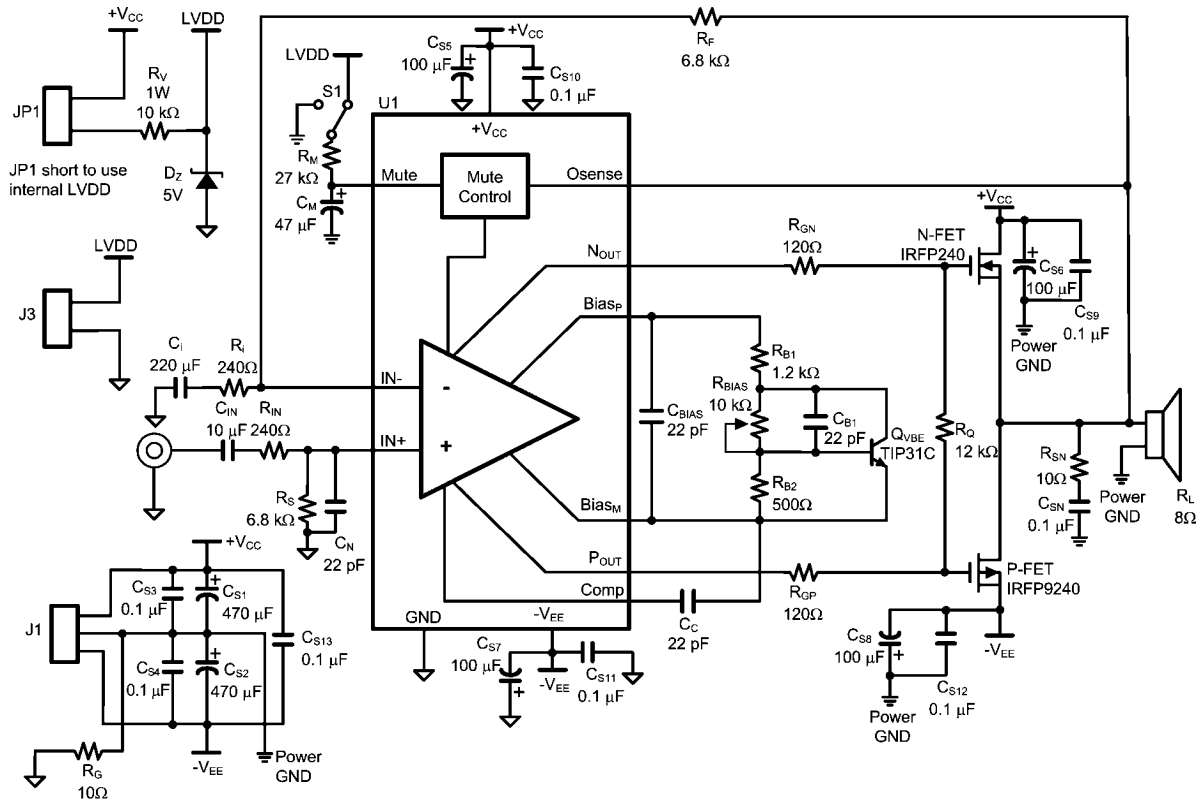 +VCC
LVDD
RV
1W
10 kΩ
JP1
JP1 short to use
internal LVDD
DZ
5V
LVDD
J3
LVDD
S1
RM
27 kΩ
CM
47 µF
CS5
100 µF
+VCC
CS10
0.1 µF
RF
6.8 kΩ
U1
+VCC
Mute
Mute
Control
Osense
NOUT
BiasP
IN-
-
IN+
+
BiasM
POUT
Comp
GND
-VEE
Ci
220 µF
Ri
240Ω
CIN
10 µF
RIN
240Ω
RS
6.8 kΩ
CN
22 pF
RGN
120Ω
N-FET
IRFP240
+VCC
CS6
100 µF
CS9
0.1 µF
Power
GND
CBIAS
22 pF
RB1
1.2 kΩ
RBIAS
10 kΩ
CB1
22 pF
QVBE
TIP31C
RB2
500Ω
RQ
12 kΩ
RSN
10Ω
CSN
0.1 µF
Power
GND
RL
8Ω
RGP
120Ω
P-FET
IRFP9240
CC
22 pF
CS8
100 µF
-VEE
CS12
0.1 µF
Power
GND
CS7
100 µF
-VEE
CS11
0.1 µF
+VCC
J1
CS3
0.1 µF
CS1
470 µF
CS4
0.1 µF
CS2
470 µF
CS13
0.1 µF
-VEE
Power
GND
RG
10Ω